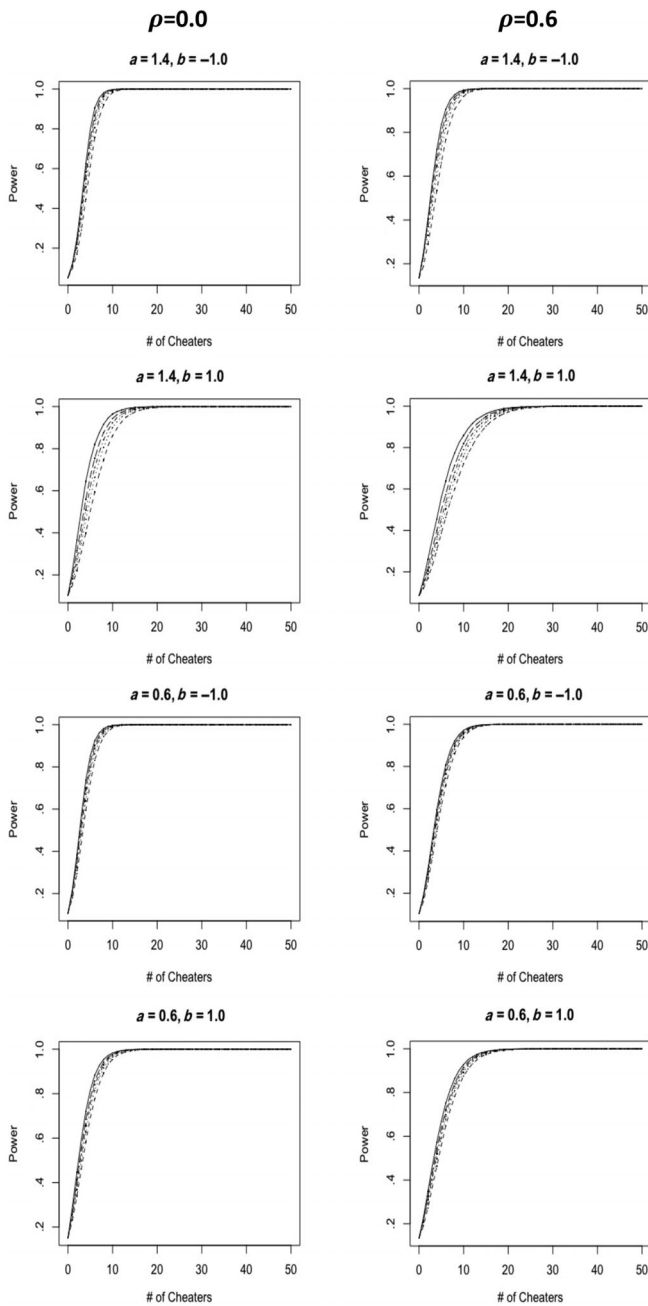 ρ=0.0
ρ=0.6
a = 1.4, b = –1.0
a = 1.4, b = –1.0
1.0
.8
.6
.4
.2
Power
0 10 20 30 40 50
# of Cheaters
1.0
.8
.6
.4
.2
Power
0 10 20 30 40 50
# of Cheaters
a = 1.4, b = 1.0
a = 1.4, b = 1.0
1.0
.8
.6
.4
.2
Power
0 10 20 30 40 50
# of Cheaters
1.0
.8
.6
.4
.2
Power
0 10 20 30 40 50
# of Cheaters
a = 0.6, b = –1.0
a = 0.6, b = –1.0
1.0
.8
.6
.4
.2
Power
0 10 20 30 40 50
# of Cheaters
1.0
.8
.6
.4
.2
Power
0 10 20 30 40 50
# of Cheaters
a = 0.6, b = 1.0
a = 0.6, b = 1.0
1.0
.8
.6
.4
.2
Power
0 10 20 30 40 50
# of Cheaters
1.0
.8
.6
.4
.2
Power
0 10 20 30 40 50
# of Cheaters